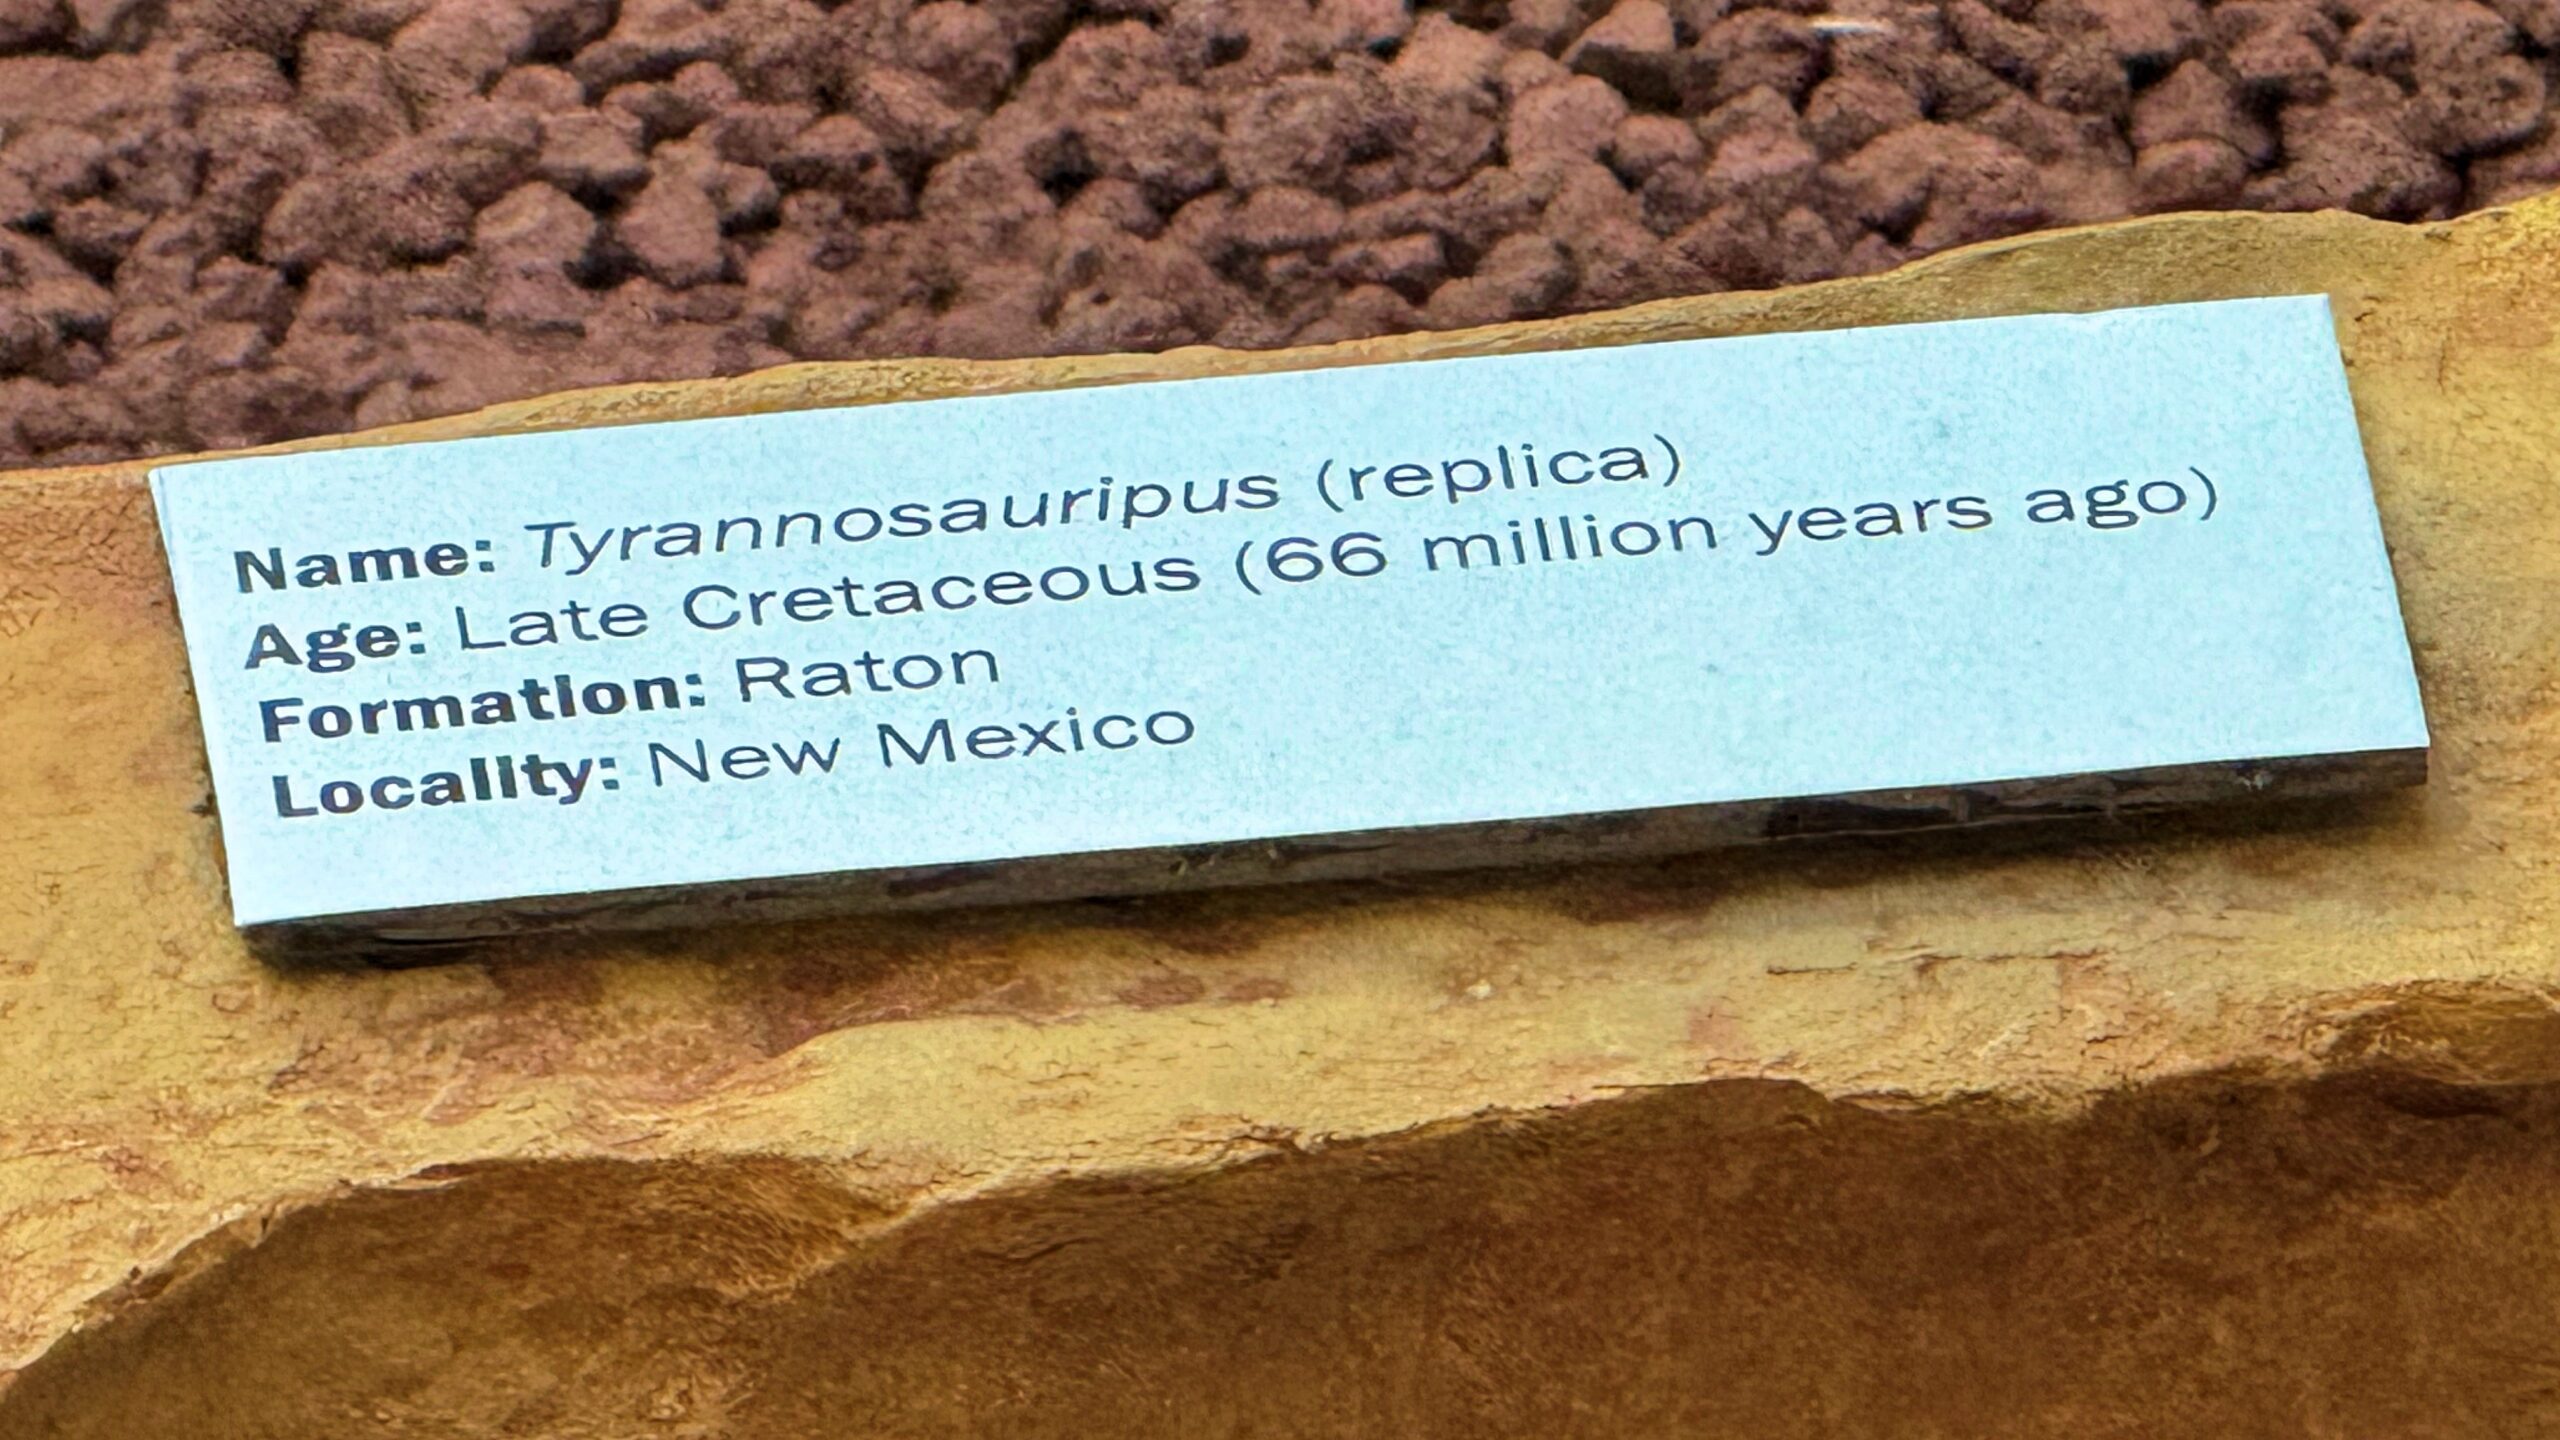 Name: Tyrannosauripus (replica)
Age: Late Cretaceous (66 million years ago)
Formation: Raton
Locality: New Mexico